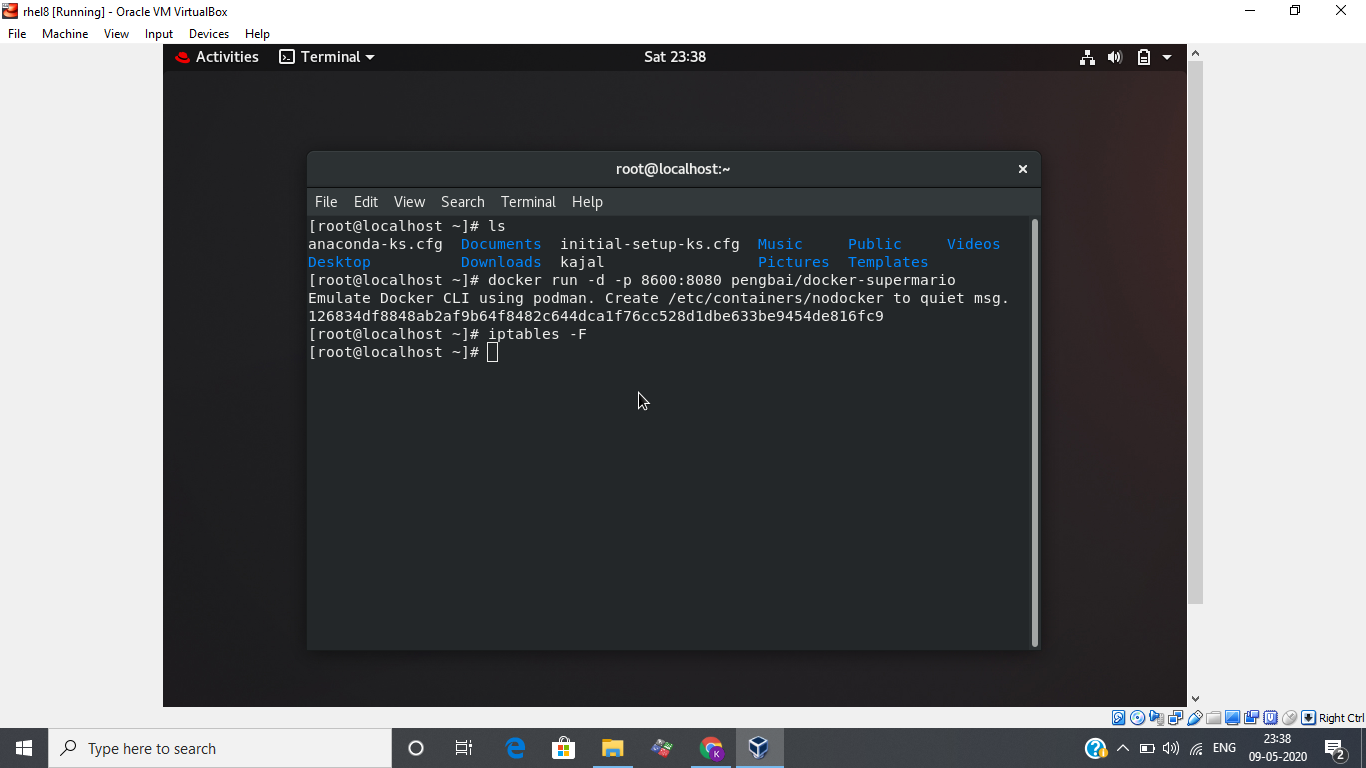 rhel8 [Running] - Oracle VM VirtualBox
File Machine View Input Devices Help
Activities Terminal Sat 23:38
root@localhost:~
File Edit View Search Terminal Help
[root@localhost ~]# ls
anaconda-ks.cfg Documents initial-setup-ks.cfg Music Public Videos
Desktop Downloads kajal Pictures Templates
[root@localhost ~]# docker run -d -p 8600:8080 pengbai/docker-supermario
Emulate Docker CLI using podman. Create /etc/containers/nodocker to quiet msg.
126834df8848ab2af9b64f8482c644dca1f76cc528d1dbe633be9454de816fc9
[root@localhost ~]# iptables -F
[root@localhost ~]#
Right Ctrl
Type here to search
K
ENG
23:38
09-05-2020
2